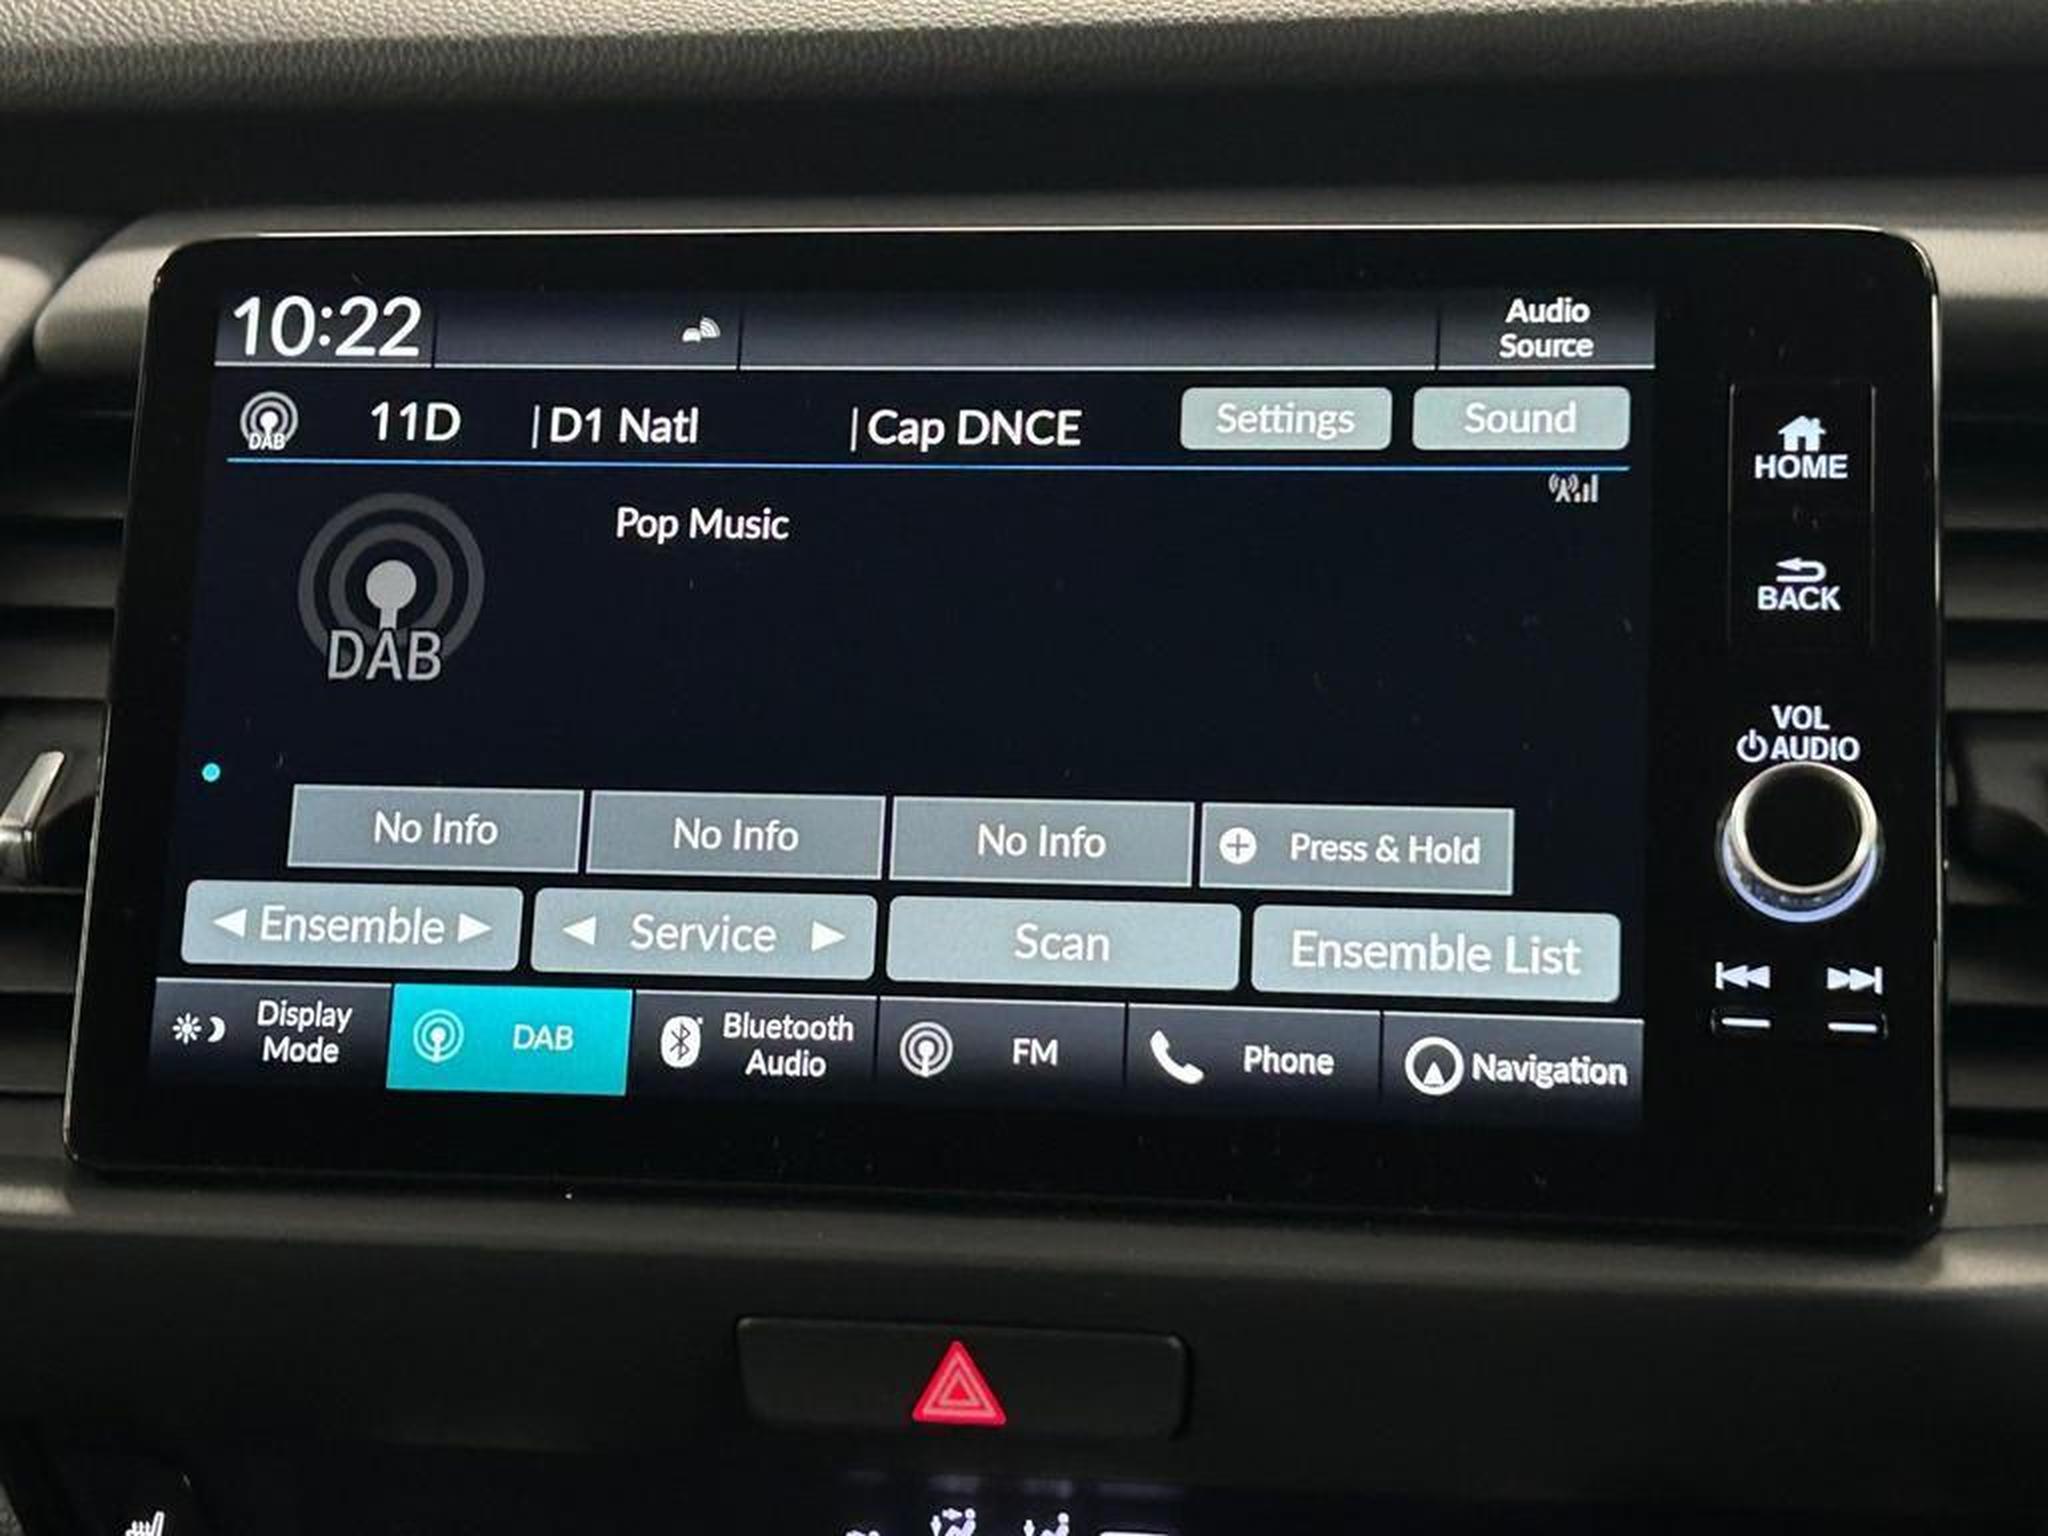 10:22
Audio
Source
DAB
11D
|D1 Natl
|Cap DNCE
Settings
Sound
HOME
Pop Music
BACK
DAB
VOL
AUDIO
No Info
No Info
No Info
Press & Hold
Ensemble
Service
Scan
Ensemble List
Display
Mode
DAB
Bluetooth
Audio
FM
Phone
Navigation